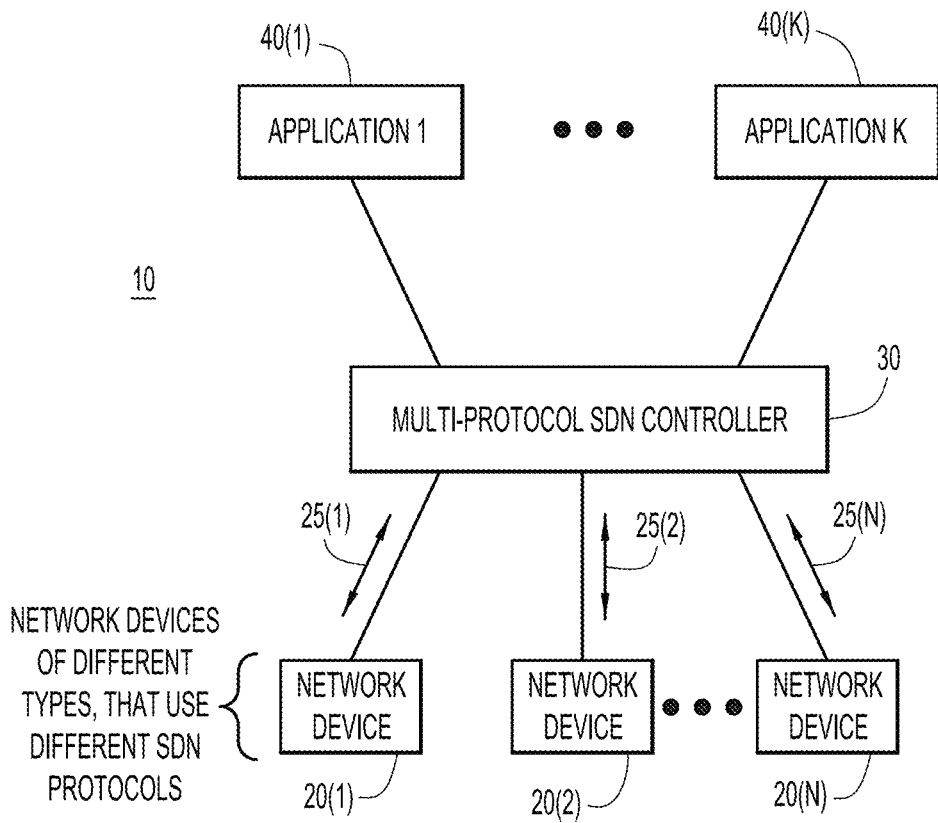 40(1)
40(K)
APPLICATION 1
APPLICATION K
10
30
MULTI-PROTOCOL SDN CONTROLLER
25(1)
25(2)
25(N)
NETWORK DEVICES
OF DIFFERENT
TYPES, THAT USE
DIFFERENT SDN
PROTOCOLS
NETWORK
DEVICE
NETWORK
DEVICE
NETWORK
DEVICE
20(1)
20(2)
20(N)